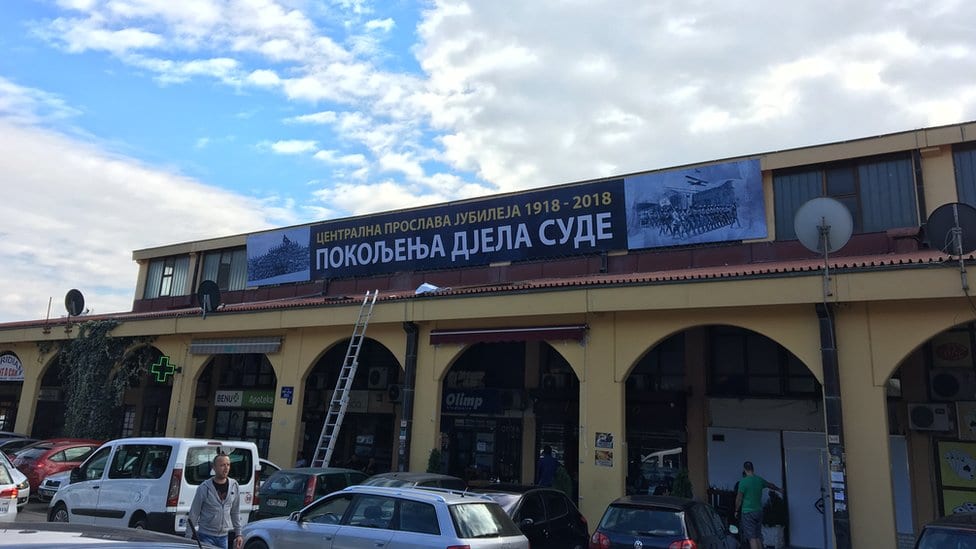 ЦЕНТРАЛНА ПРОСЛАВА ЈУБИЛЕЈА 1918 - 2018
ПОКОЉЕЊА ДЈЕЛА СУДЕ
BENU Apoteka
Olimp